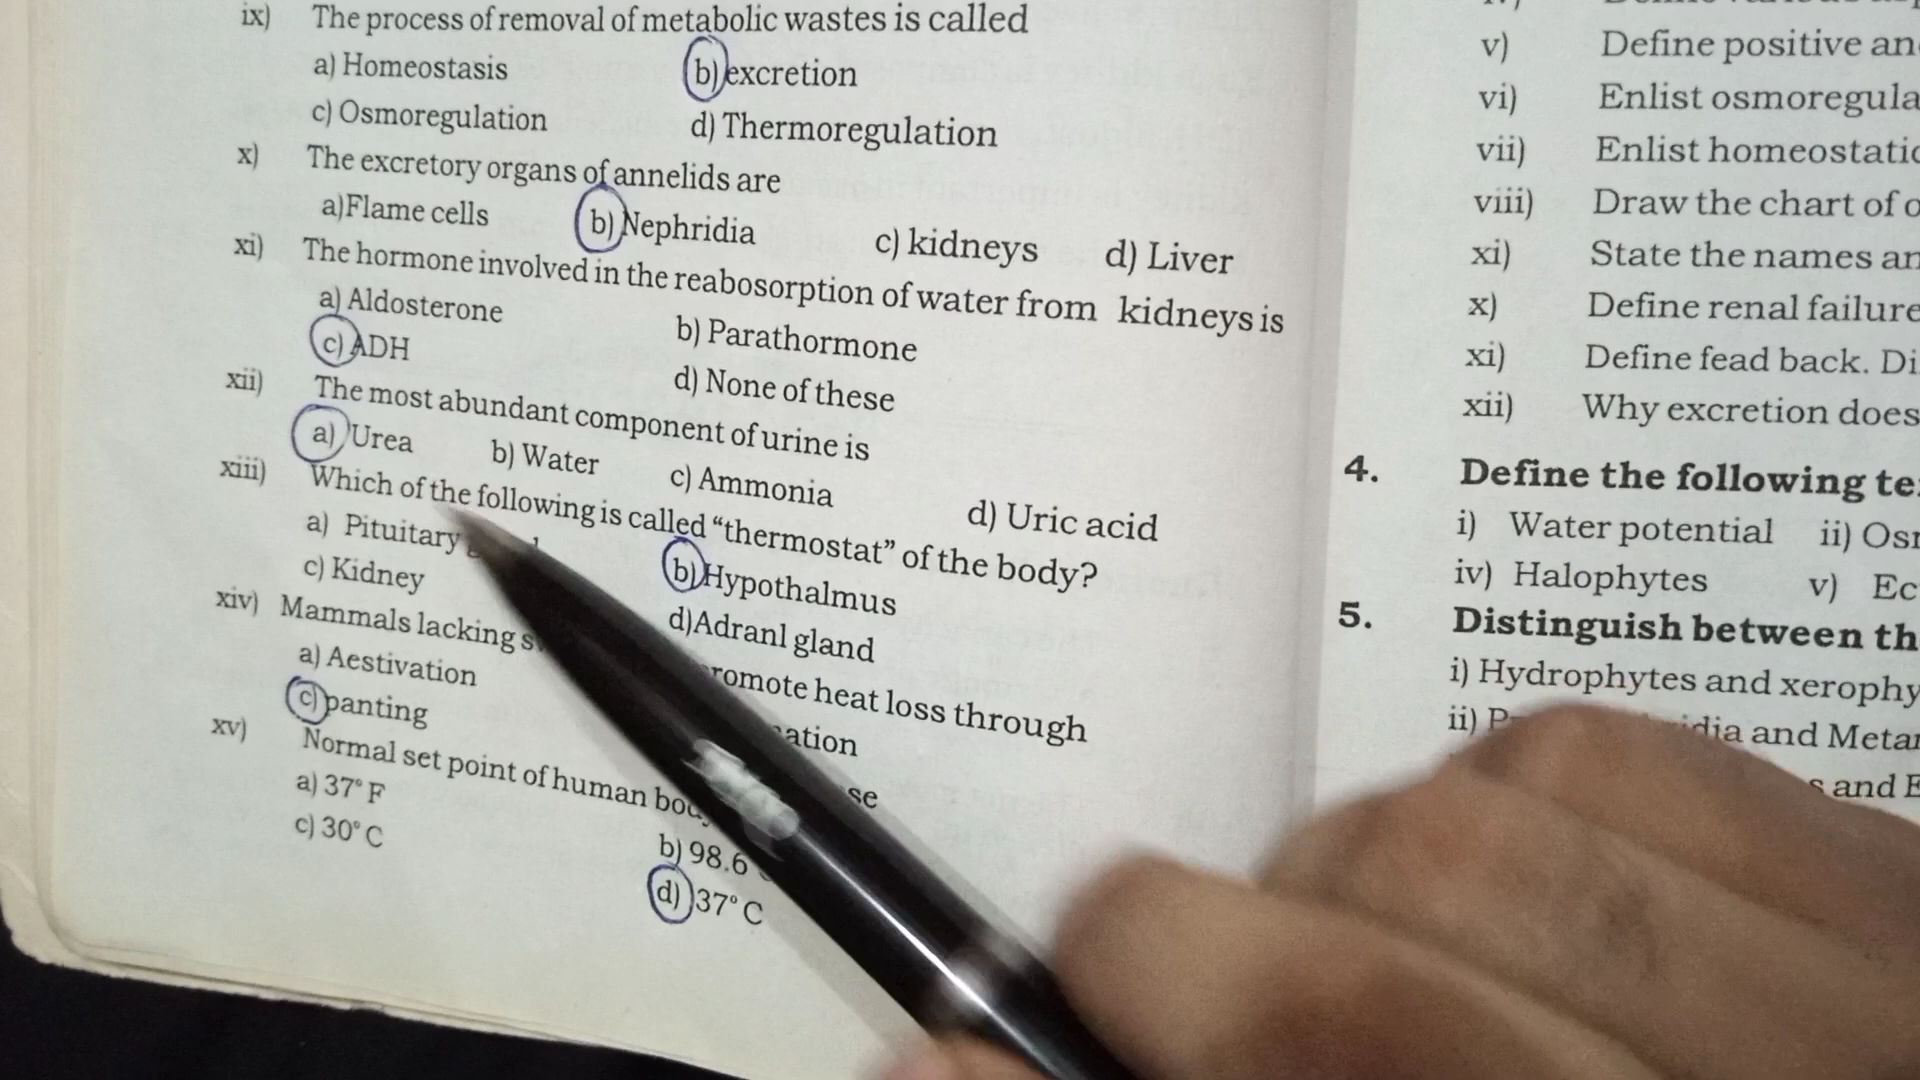 ix) The process of removal of metabolic wastes is called
a) Homeostasis b) excretion
c) Osmoregulation d) Thermoregulation
x) The excretory organs of annelids are
a)Flame cells b) Nephridia c) kidneys d) Liver
xi) The hormone involved in the reabosorption of water from kidneys is
a) Aldosterone b) Parathormone
c) ADH d) None of these
xii) The most abundant component of urine is
a) Urea b) Water c) Ammonia d) Uric acid
xiii) Which of the following is called “thermostat” of the body?
a) Pituitary b) Hypothalmus
c) Kidney d)Adranl gland
xiv) Mammals lacking romote heat loss through
a) Aestivation ation
c) panting se
xv) Normal set point of human
a) 37° F b) 98.6
c) 30° C d) 37° C
v) Define positive an
vi) Enlist osmoregula
vii) Enlist homeostatic
viii) Draw the chart of o
xi) State the names an
x) Define renal failure
xi) Define fead back. Di
xii) Why excretion does
4. Define the following te
i) Water potential ii) Osr
iv) Halophytes v) Ec
5. Distinguish between th
i) Hydrophytes and xerophy
ii) idia and Metar
and E